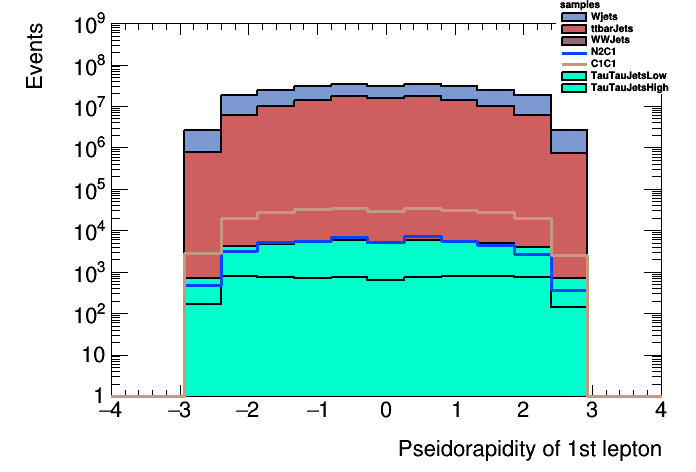 samples
Wjets
ttbarJets
WWJets
N2C1
C1C1
TauTauJetsLow
TauTauJetsHigh
Events
10⁹
10⁸
10⁷
10⁶
10⁵
10⁴
10³
10²
10
1
−4 −3 −2 −1 0 1 2 3 4
Pseidorapidity of 1st lepton